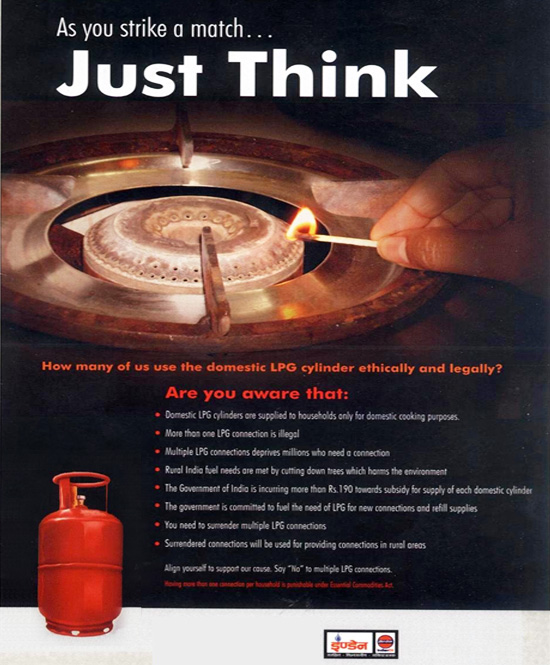 As you strike a match...
Just Think
How many of us use the domestic LPG cylinder ethically and legally?
Are you aware that:
• Domestic LPG cylinders are supplied to households only for domestic cooking purposes.
• More than one LPG connection is illegal
• Multiple LPG connections deprives millions who need a connection
• Rural India fuel needs are met by cutting down trees which harms the environment
• The Government of India is incurring more than Rs.190 towards subsidy for supply of each domestic cylinder
• The government is committed to fuel the need of LPG for new connections and refill supplies
• You need to surrender multiple LPG connections
• Surrendered connections will be used for providing connections in rural areas
Align yourself to support our cause. Say "No" to multiple LPG connections.
Having more than one connection per household is punishable under Essential Commodities Act.
इण्डेन